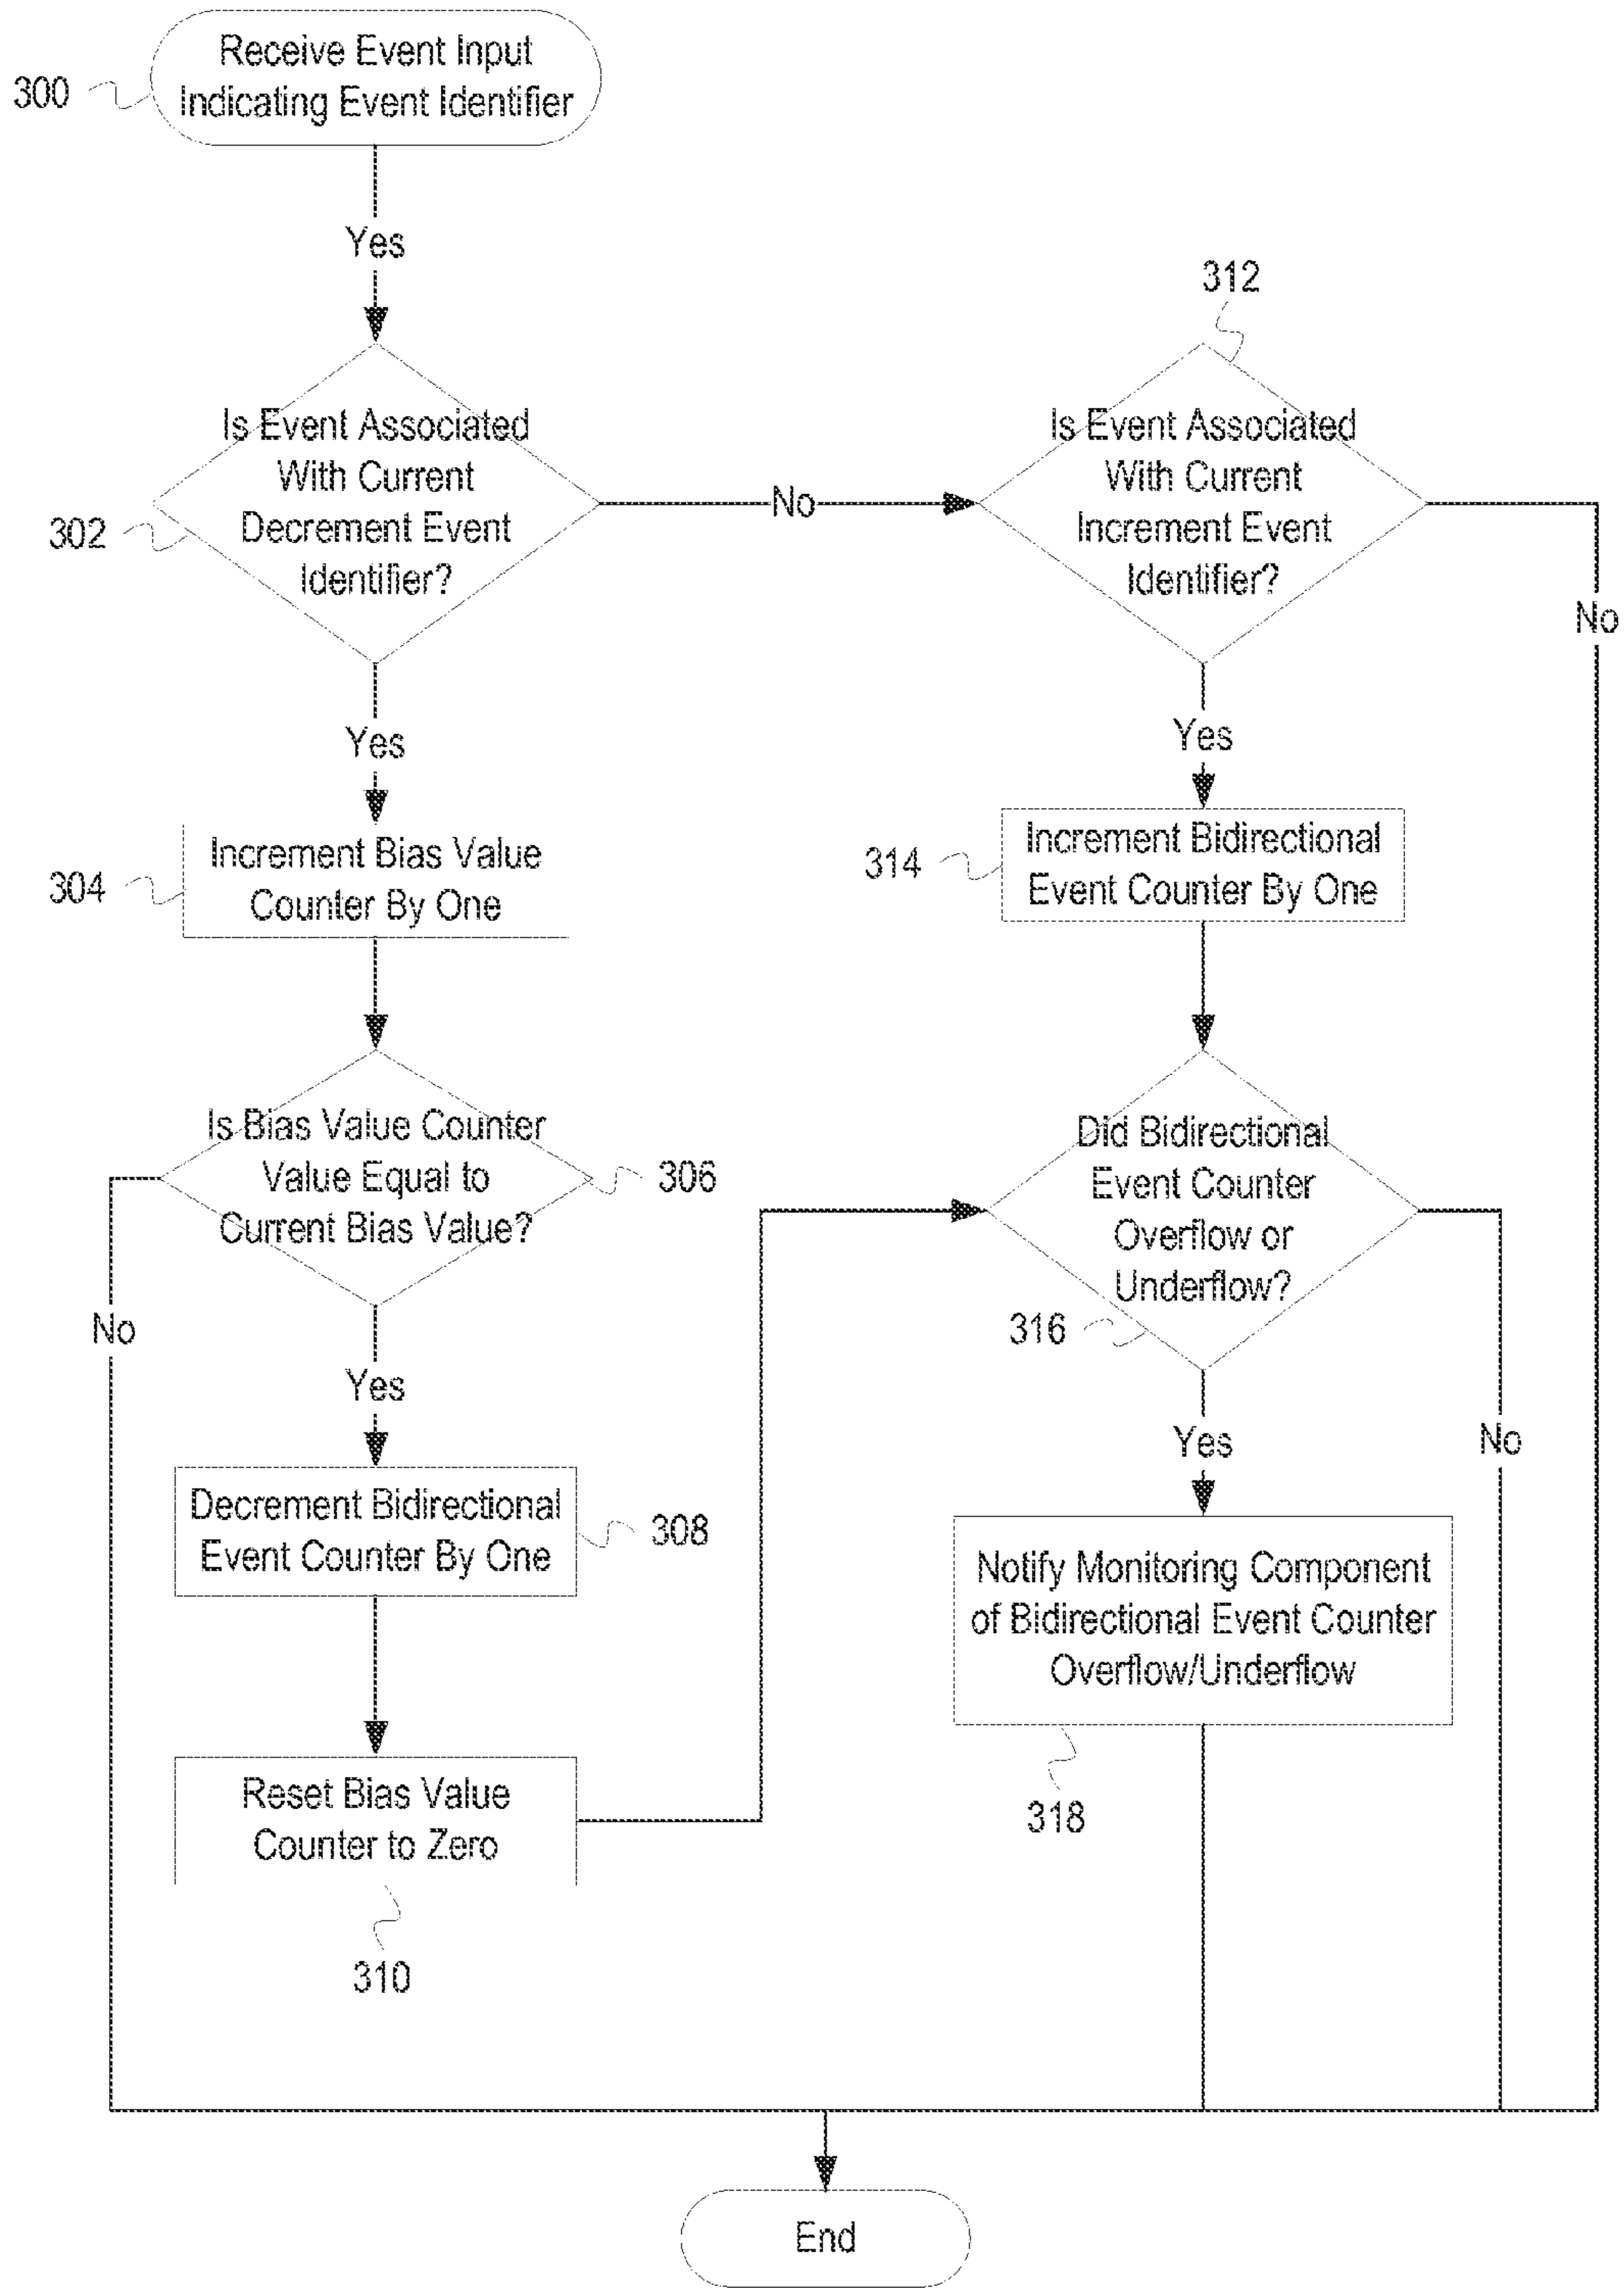 Receive Event Input
Indicating Event Identifier
300
Yes
Is Event Associated
With Current
Decrement Event
Identifier?
302
No
312
Is Event Associated
With Current
Increment Event
Identifier?
No
Yes
Increment Bias Value
Counter By One
304
Yes
Increment Bidirectional
Event Counter By One
314
Is Bias Value Counter
Value Equal to
Current Bias Value?
306
No
Yes
Decrement Bidirectional
Event Counter By One
308
Reset Bias Value
Counter to Zero
310
Did Bidirectional
Event Counter
Overflow or
Underflow?
316
Yes
No
Notify Monitoring Component
of Bidirectional Event Counter
Overflow/Underflow
318
End